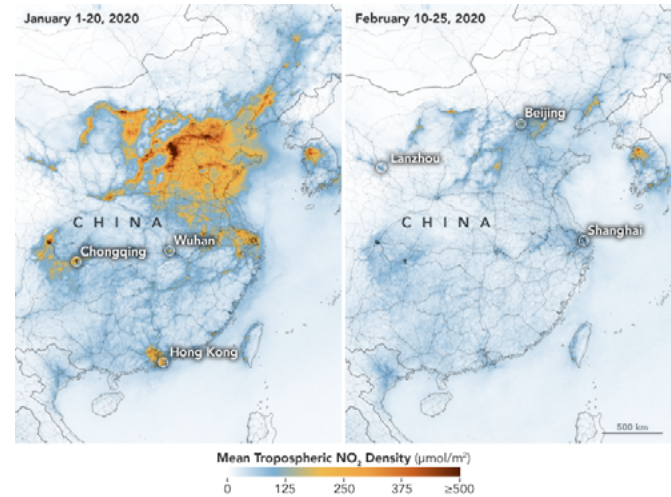 January 1-20, 2020
CHINA
Chongqing
Wuhan
Hong Kong
February 10-25, 2020
Beijing
Lanzhou
CHINA
Shanghai
500 km
Mean Tropospheric NO₂ Density (μmol/m²)
0 125 250 375 ≥500